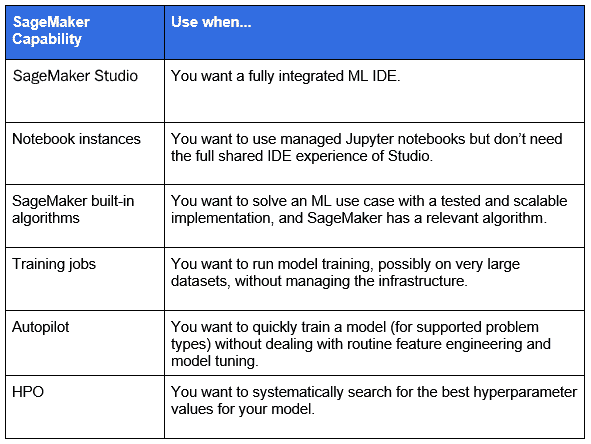 SageMaker Capability
Use when...
SageMaker Studio
You want a fully integrated ML IDE.
Notebook instances
You want to use managed Jupyter notebooks but don’t need
the full shared IDE experience of Studio.
SageMaker built-in
algorithms
You want to solve an ML use case with a tested and scalable
implementation, and SageMaker has a relevant algorithm.
Training jobs
You want to run model training, possibly on very large
datasets, without managing the infrastructure.
Autopilot
You want to quickly train a model (for supported problem
types) without dealing with routine feature engineering and
model tuning.
HPO
You want to systematically search for the best hyperparameter
values for your model.